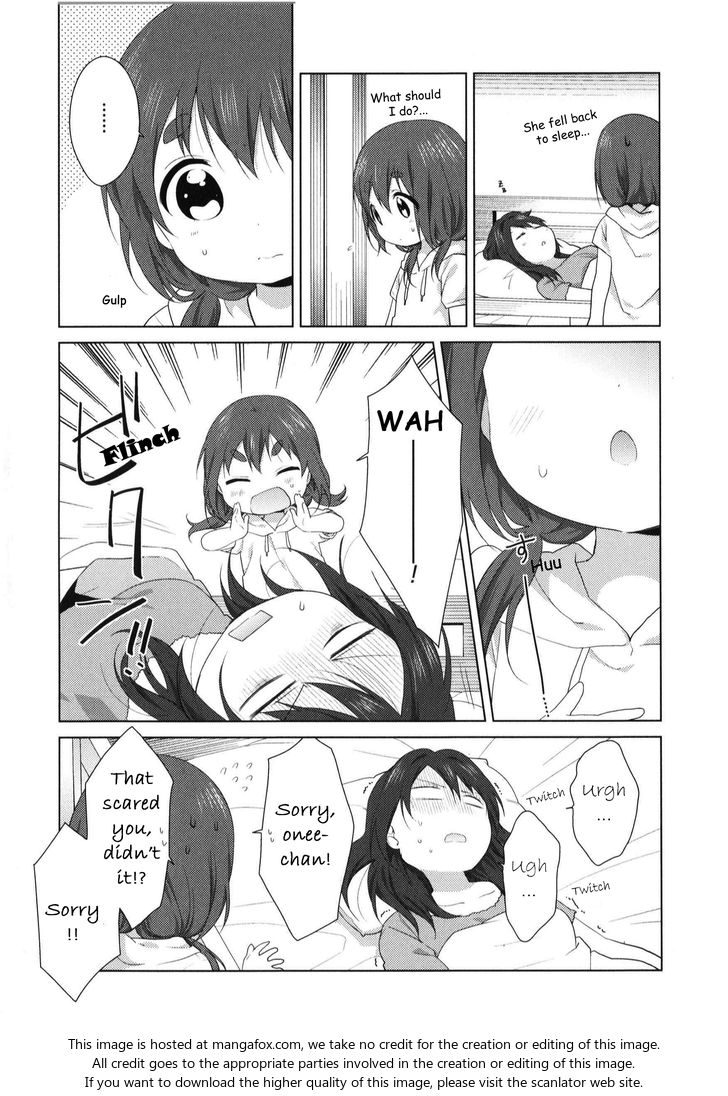 She fell back
to sleep...
What should
I do?...
Gulp
す
Huu
WAH
!
ビクッ
Flinch
Urgh
...
Twitch
Ugh
...
Twitch
Sorry,
onee-
chan!
That
scared
you,
didn't
it!?
Sorry
!!
This image is hosted at mangafox.com, we take no credit for the creation or editing of this image.
All credit goes to the appropriate parties involved in the creation or editing of this image.
If you want to download the higher quality of this image, please visit the scanlator web site.